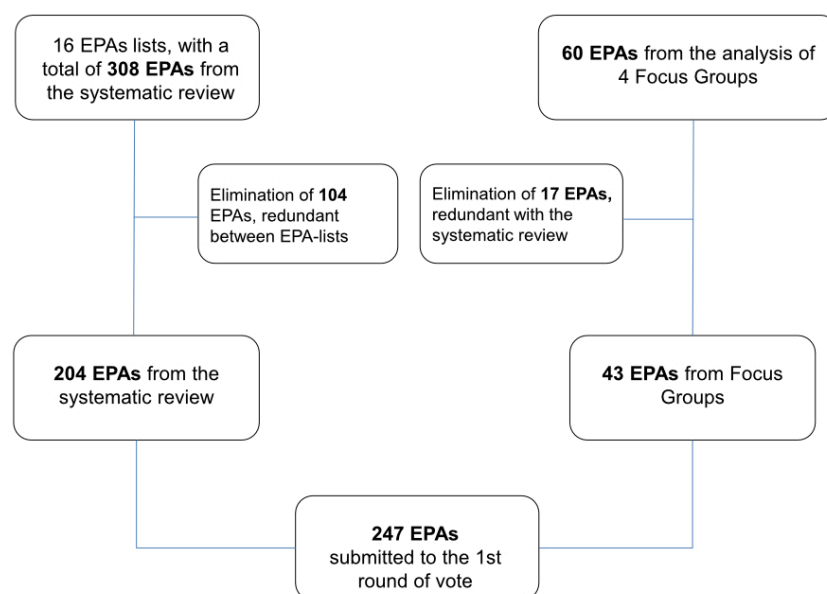 16 EPAs lists, with a
total of 308 EPAs from
the systematic review
60 EPAs from the analysis of
4 Focus Groups
Elimination of 104
EPAs, redundant
between EPA-lists
Elimination of 17 EPAs,
redundant with the
systematic review
204 EPAs from the
systematic review
43 EPAs from Focus
Groups
247 EPAs
submitted to the 1st
round of vote